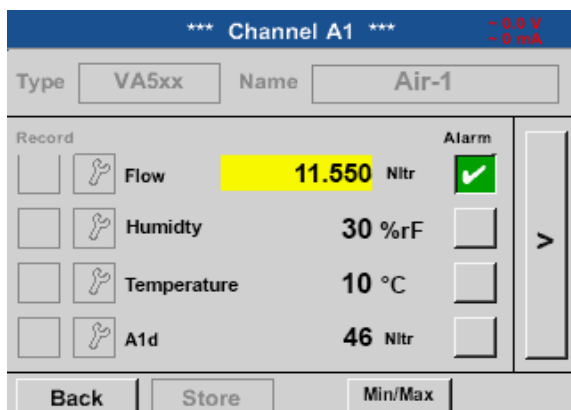 *** Channel A1 ***
~ 0.0 V
~ 0 mA
Type VA5xx Name Air-1
Record Alarm
Flow 11.550 Nltr
Humidty 30 %rF
>
Temperature 10 °C
A1d 46 Nltr
Back Store Min/Max